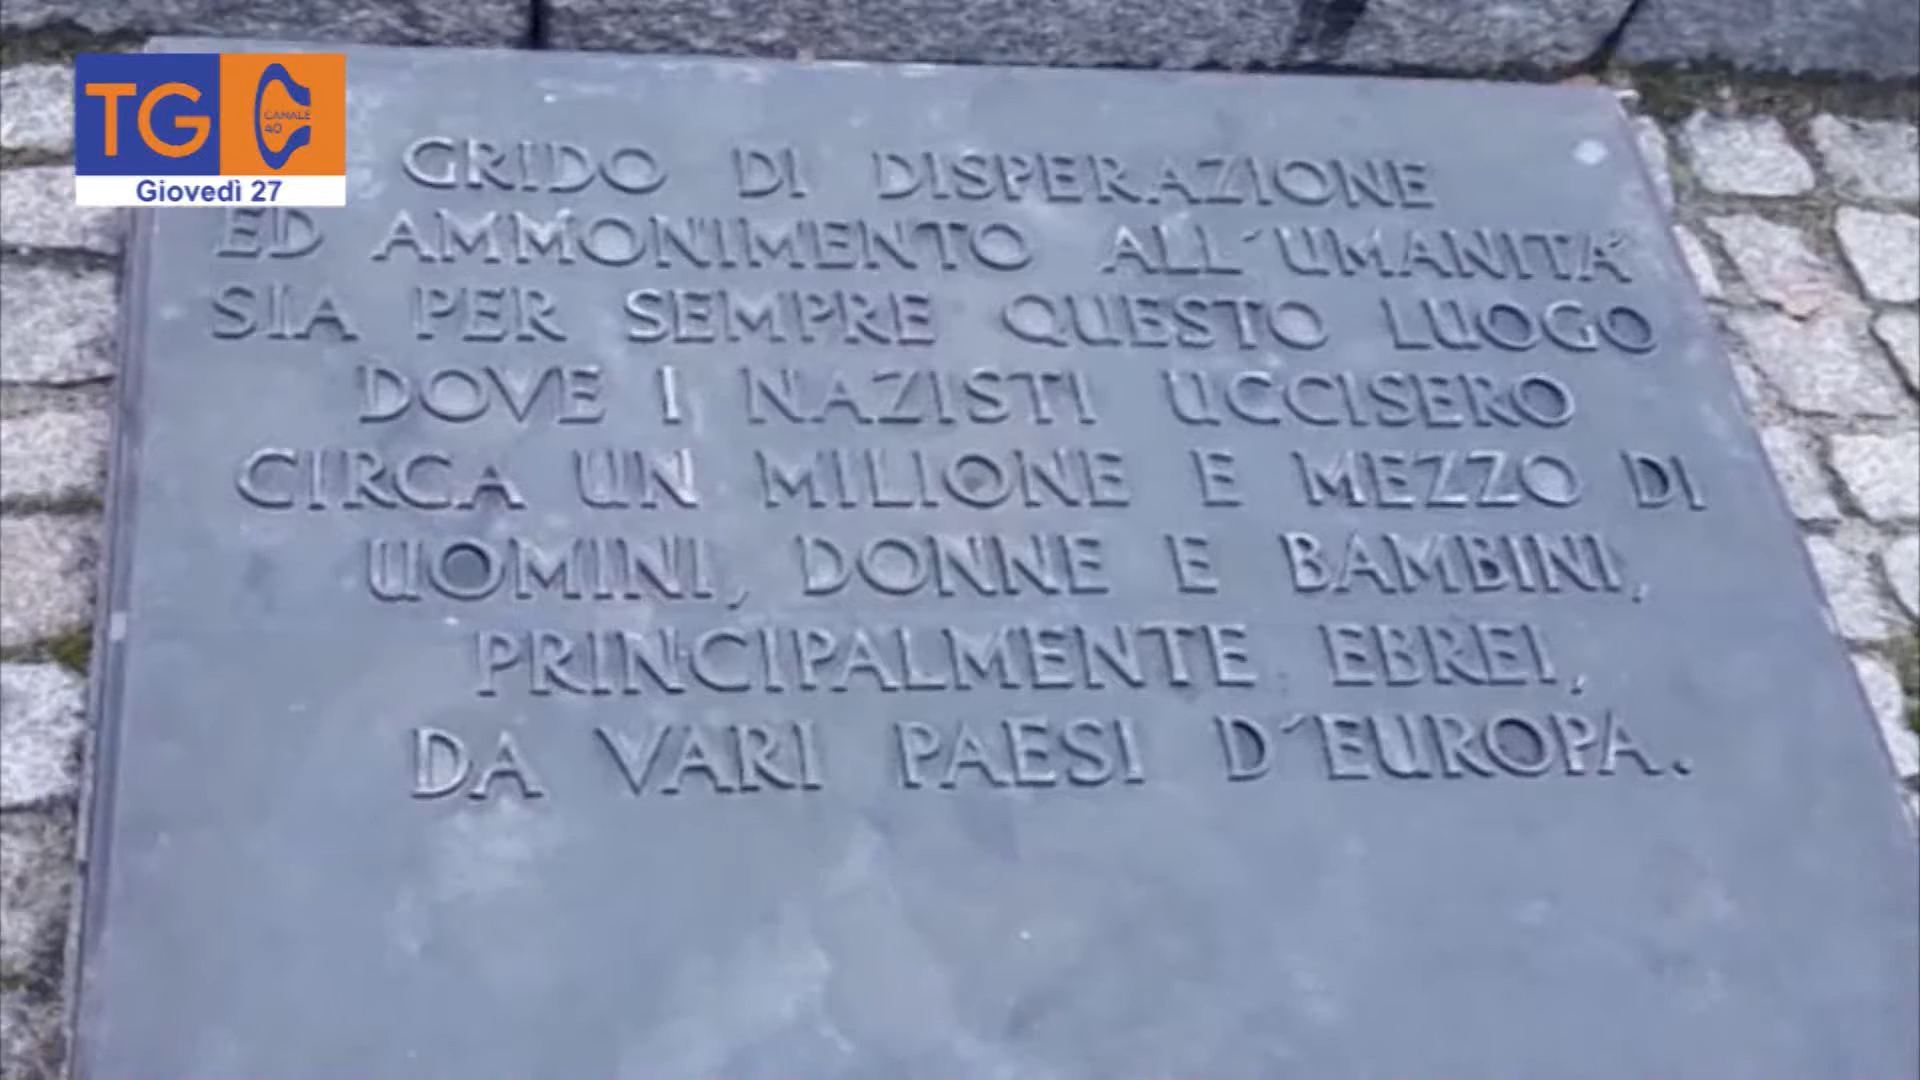 TG
CANALE
40
Giovedì 27
GRIDO DI DISPERAZIONE
ED AMMONIMENTO ALL´UMANITÁ
SIA PER SEMPRE QUESTO LUOGO
DOVE I NAZISTI UCCISERO
CIRCA UN MILIONE E MEZZO DI
UOMINI, DONNE E BAMBINI,
PRINCIPALMENTE EBREI,
DA VARI PAESI D´EUROPA.